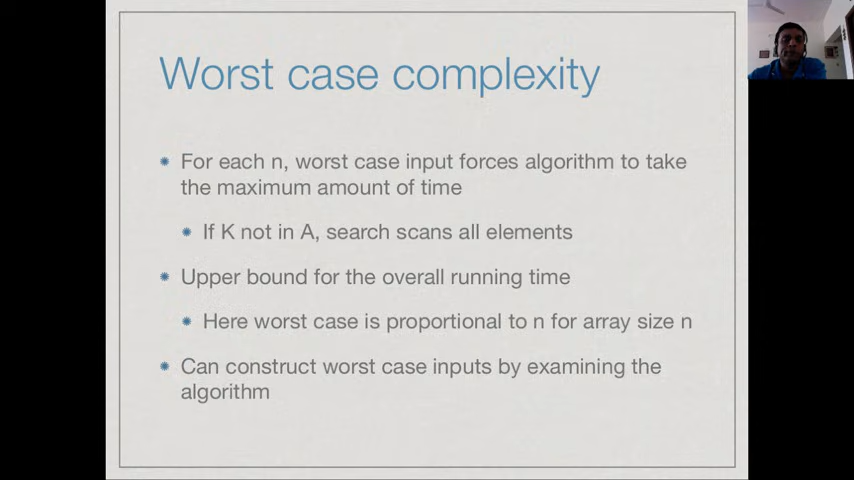 Worst case complexity
For each n, worst case input forces algorithm to take
the maximum amount of time
If K not in A, search scans all elements
Upper bound for the overall running time
Here worst case is proportional to n for array size n
Can construct worst case inputs by examining the
algorithm